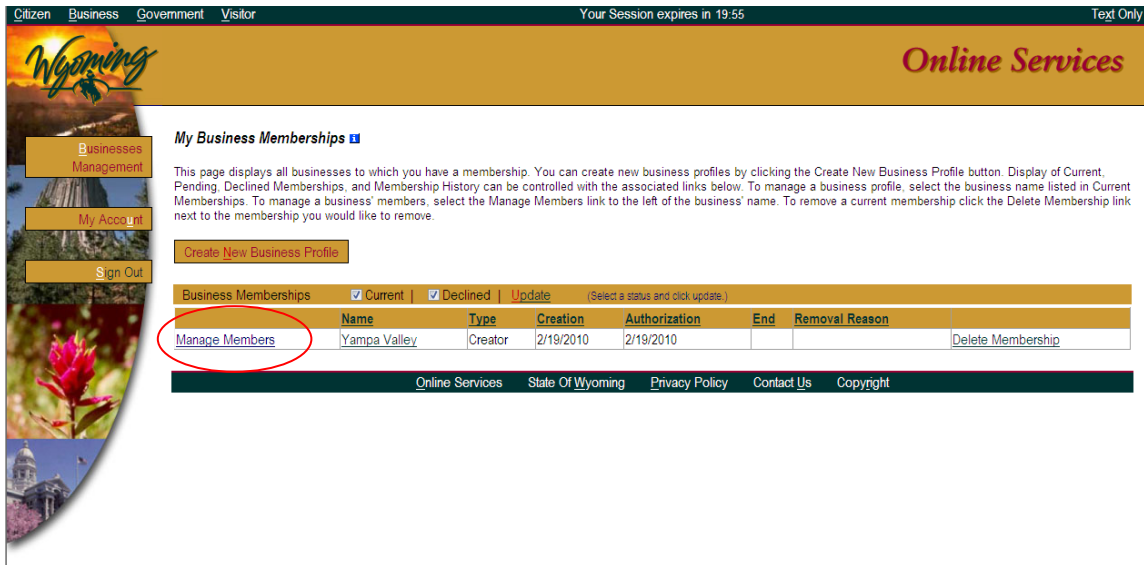 Citizen Business Government Visitor Your Session expires in 19:55 Text Only
Wyoming
Online Services
Businesses
Management
My Account
Sign Out
My Business Memberships i
This page displays all businesses to which you have a membership. You can create new business profiles by clicking the Create New Business Profile button. Display of Current,
Pending, Declined Memberships, and Membership History can be controlled with the associated links below. To manage a business profile, select the business name listed in Current
Memberships. To manage a business' members, select the Manage Members link to the left of the business' name. To remove a current membership click the Delete Membership link
next to the membership you would like to remove.
Create New Business Profile
Business Memberships Current | Declined | Update (Select a status and click update.)
Name Type Creation Authorization End Removal Reason
Manage Members Yampa Valley Creator 2/19/2010 2/19/2010 Delete Membership
Online Services State Of Wyoming Privacy Policy Contact Us Copyright